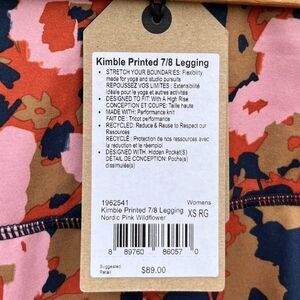 Kimble Printed 7/8 Legging
• STRETCH YOUR BOUNDARIES: Flexibility
made for yoga and studio pursuits
REPOUSSEZ VOS LIMITES : Extensibilité
idéale pour le yoga et autres activités
• DESIGNED TO FIT: With a High Rise
CONCEPTION ET COUPE: Taille haute
• MADE WITH: Performance knit
FAIT DE : Tricot performance
• RECYCLED: Reduce & Reuse to Respect our
Resources
RECYCLÉ : Protection de nos ressources avec
la réduction et le réemploi
• DESIGNED WITH: Hidden Pocket(s)
DÉTAIL DE CONCEPTION: Poche(s)
dissimulée(s)
1962541 Womens
Kimble Printed 7/8 Legging XS RG
Nordic Pink Wildflower
8 89760 86057 0
Suggested
Retail $89.00